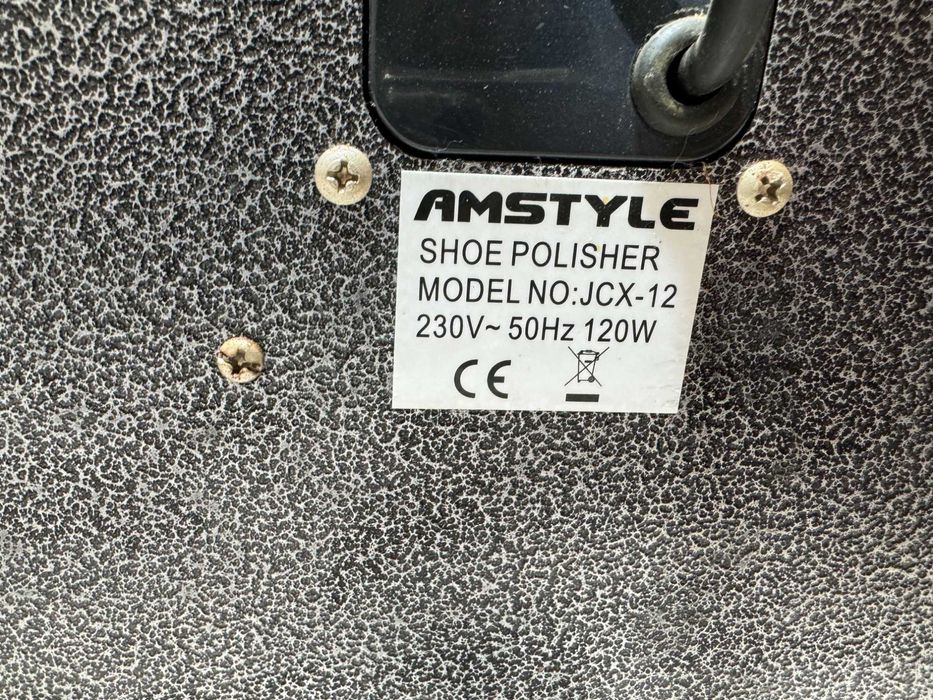 AMSTYLE
SHOE POLISHER
MODEL NO:JCX-12
230V~ 50Hz 120W
CE